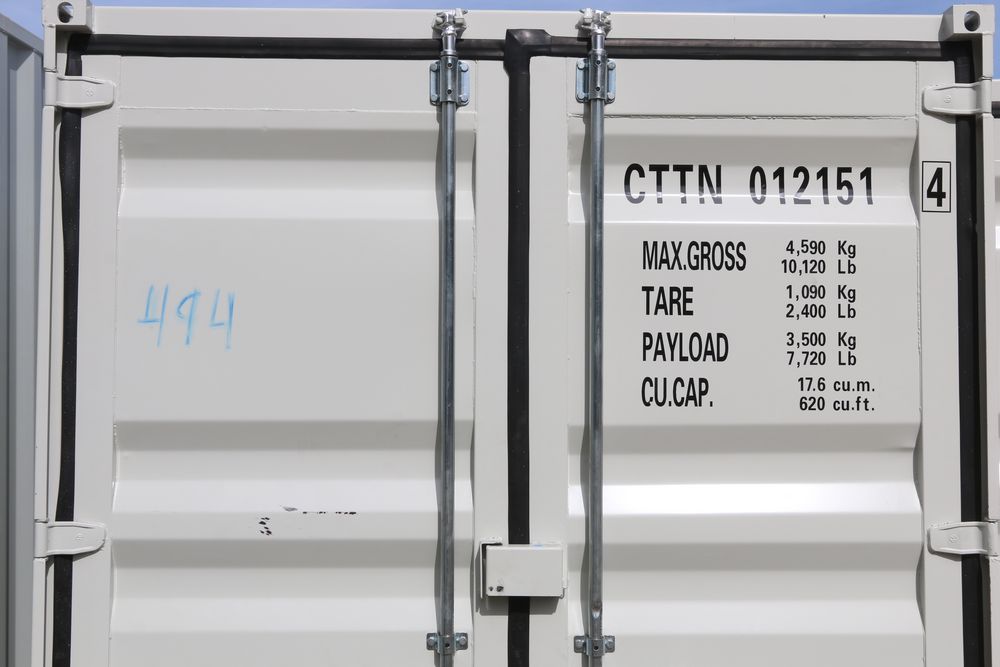 CTTN 012151 4
MAX.GROSS 4,590 Kg
10,120 Lb
TARE 1,090 Kg
2,400 Lb
PAYLOAD 3,500 Kg
7,720 Lb
CU.CAP. 17.6 cu.m.
620 cu.ft.
494